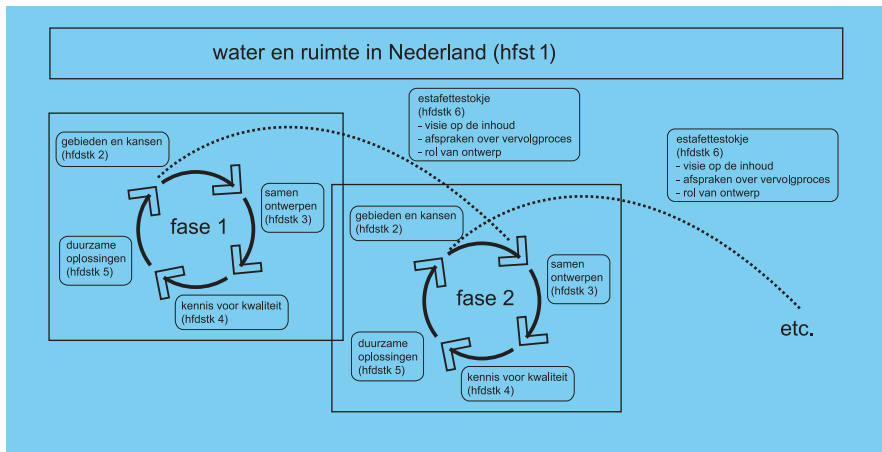 water en ruimte in Nederland (hfst 1)
estafettestokje
(hfdstk 6)
- visie op de inhoud
- afspraken over vervolgproces
- rol van ontwerp
estafettestokje
(hfdstk 6)
- visie op de inhoud
- afspraken over vervolgproces
- rol van ontwerp
gebieden en kansen
(hfdstk 2)
samen
ontwerpen
(hfdstk 3)
fase 1
duurzame
oplossingen
(hfdstk 5)
kennis voor kwaliteit
(hfdstk 4)
gebieden en kansen
(hfdstk 2)
samen
ontwerpen
(hfdstk 3)
fase 2
duurzame
oplossingen
(hfdstk 5)
kennis voor kwaliteit
(hfdstk 4)
etc.